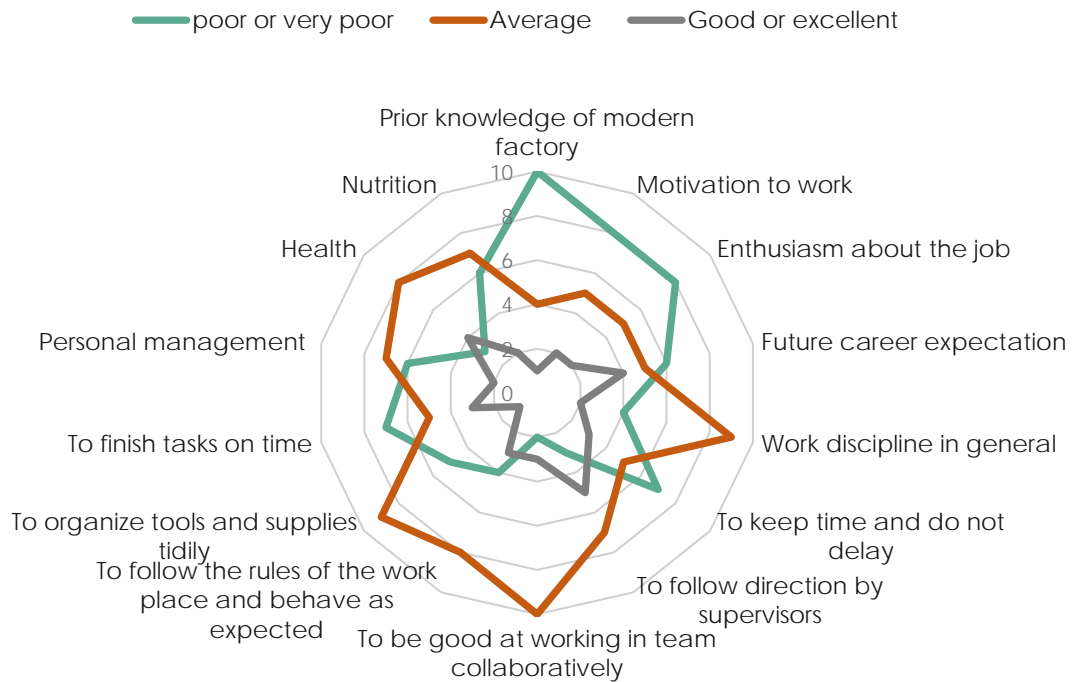 poor or very poor
Average
Good or excellent
Prior knowledge of modern
factory
Motivation to work
Enthusiasm about the job
Future career expectation
Work discipline in general
To keep time and do not
delay
To follow direction by
supervisors
To be good at working in team
collaboratively
To follow the rules of the work
place and behave as
expected
To organize tools and supplies
tidily
To finish tasks on time
Personal management
Health
Nutrition
10
8
6
4
2
0